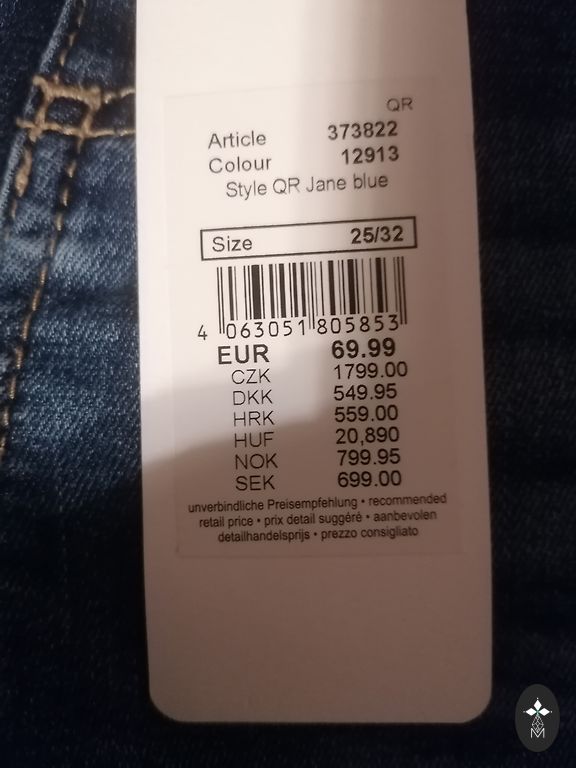 QR
Article 373822
Colour 12913
Style QR Jane blue
Size 25/32
4 063051 805853
EUR 69.99
CZK 1799.00
DKK 549.95
HRK 559.00
HUF 20,890
NOK 799.95
SEK 699.00
unverbindliche Preisempfehlung • recommended
retail price • prix detail suggéré • aanbevolen
detailhandelsprijs • prezzo consigliato